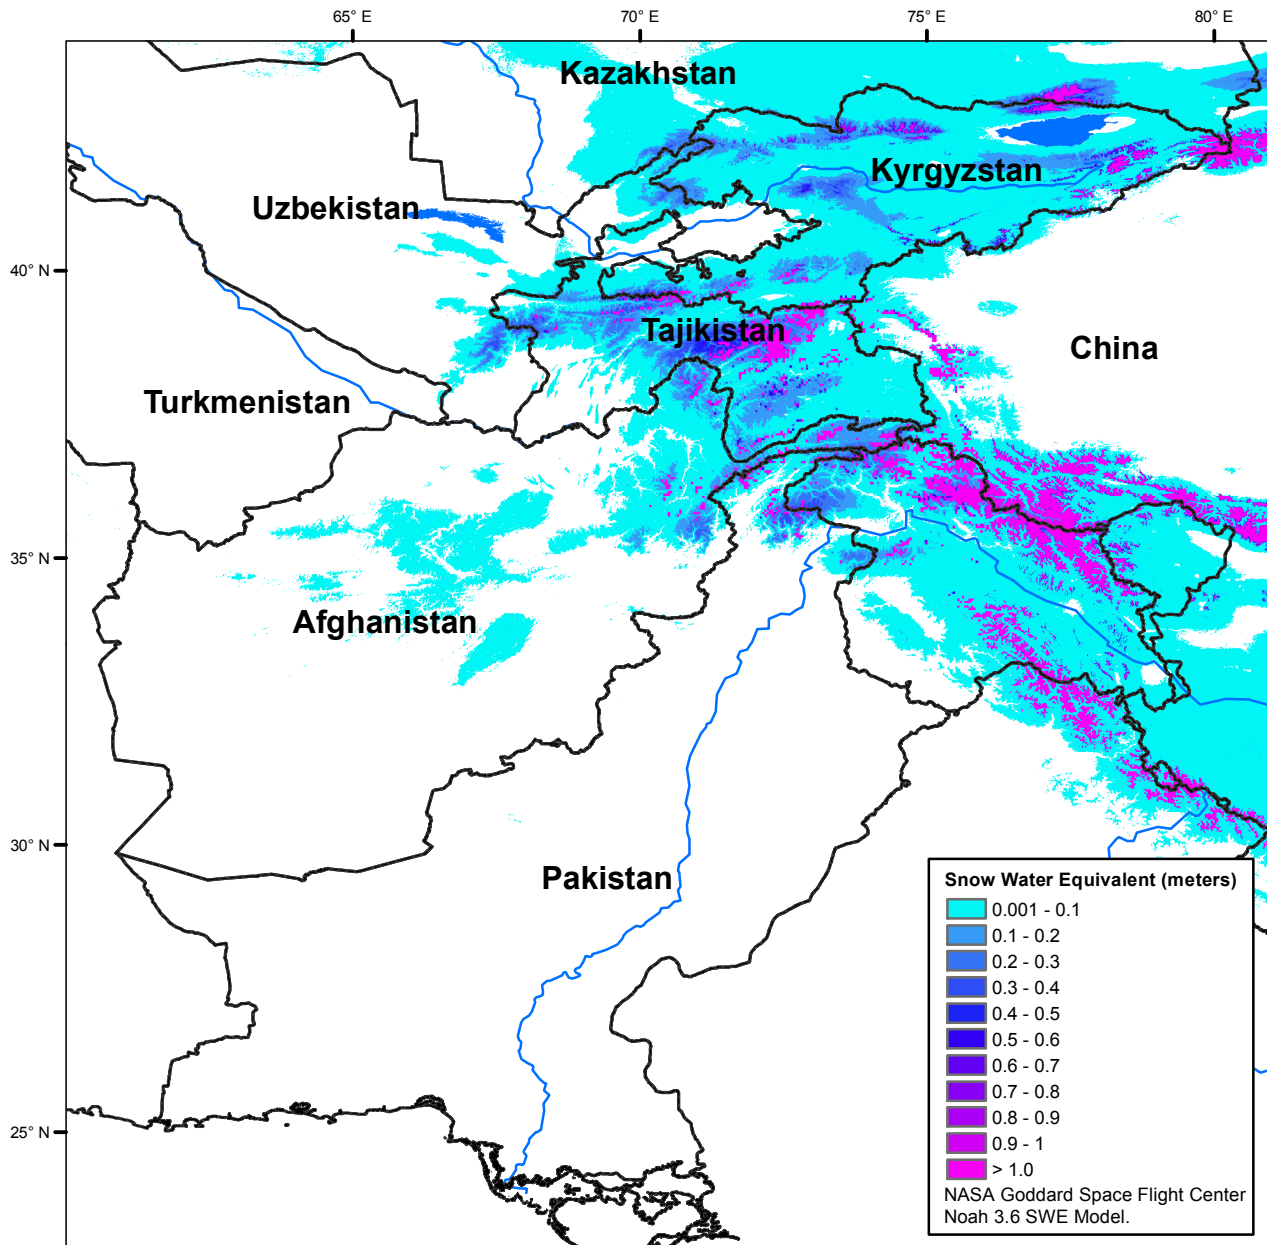 65° E
70° E
75° E
80° E
Kazakhstan
Kyrgyzstan
Uzbekistan
40° N
Tajikistan
China
Turkmenistan
35° N
Afghanistan
30° N
Pakistan
25° N
Snow Water Equivalent (meters)
0.001 - 0.1
0.1 - 0.2
0.2 - 0.3
0.3 - 0.4
0.4 - 0.5
0.5 - 0.6
0.6 - 0.7
0.7 - 0.8
0.8 - 0.9
0.9 - 1
> 1.0
NASA Goddard Space Flight Center
Noah 3.6 SWE Model.